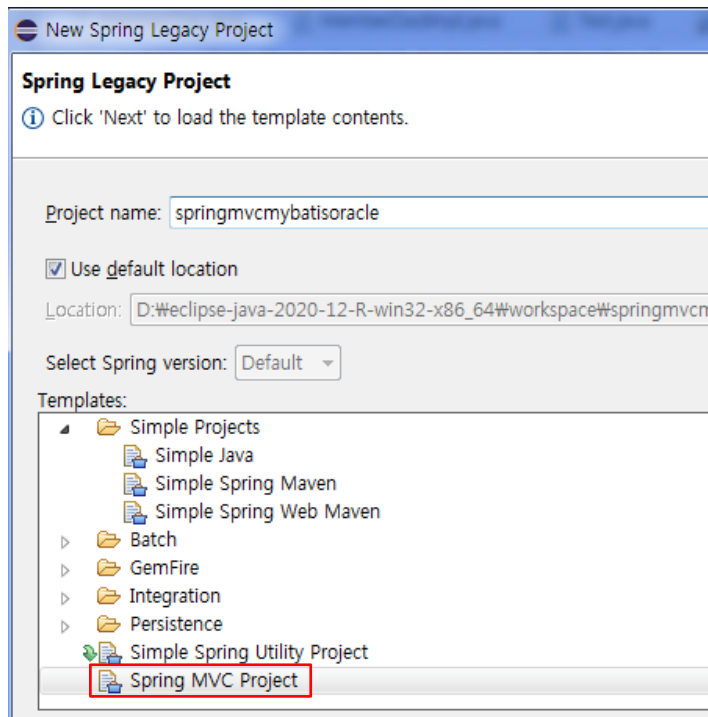 New Spring Legacy Project
Spring Legacy Project
Click 'Next' to load the template contents.
Project name: springmvcmybatisoracle
Use default location
Location: D:₩eclipse-java-2020-12-R-win32-x86_64₩workspace₩springmvcm
Select Spring version: Default
Templates:
Simple Projects
Simple Java
Simple Spring Maven
Simple Spring Web Maven
Batch
GemFire
Integration
Persistence
Simple Spring Utility Project
Spring MVC Project